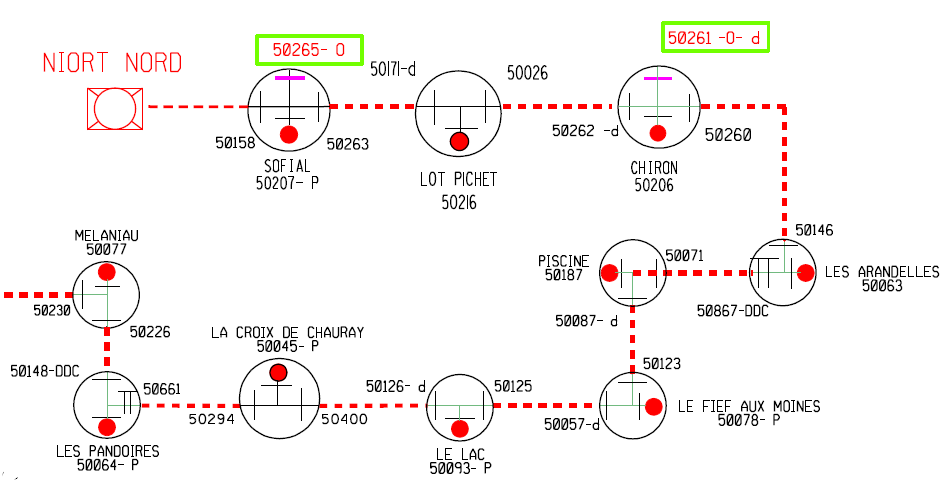 50265- O
50261 -O- d
NIORT NORD
50171-d
50026
50158
50263
50262 -d
50260
SOFIAL
50207- P
LOT PICHET
50216
CHIRON
50206
MELANIAU
50077
50146
PISCINE
50187
50071
LES ARANDELLES
50063
50230
50226
50867-DDC
50087- d
LA CROIX DE CHAURAY
50045- P
50148-DDC
50661
50126- d
50125
50123
50294
50400
50057-d
LE FIEF AUX MOINES
50078- P
LES PANDOIRES
50064- P
LE LAC
50093- P